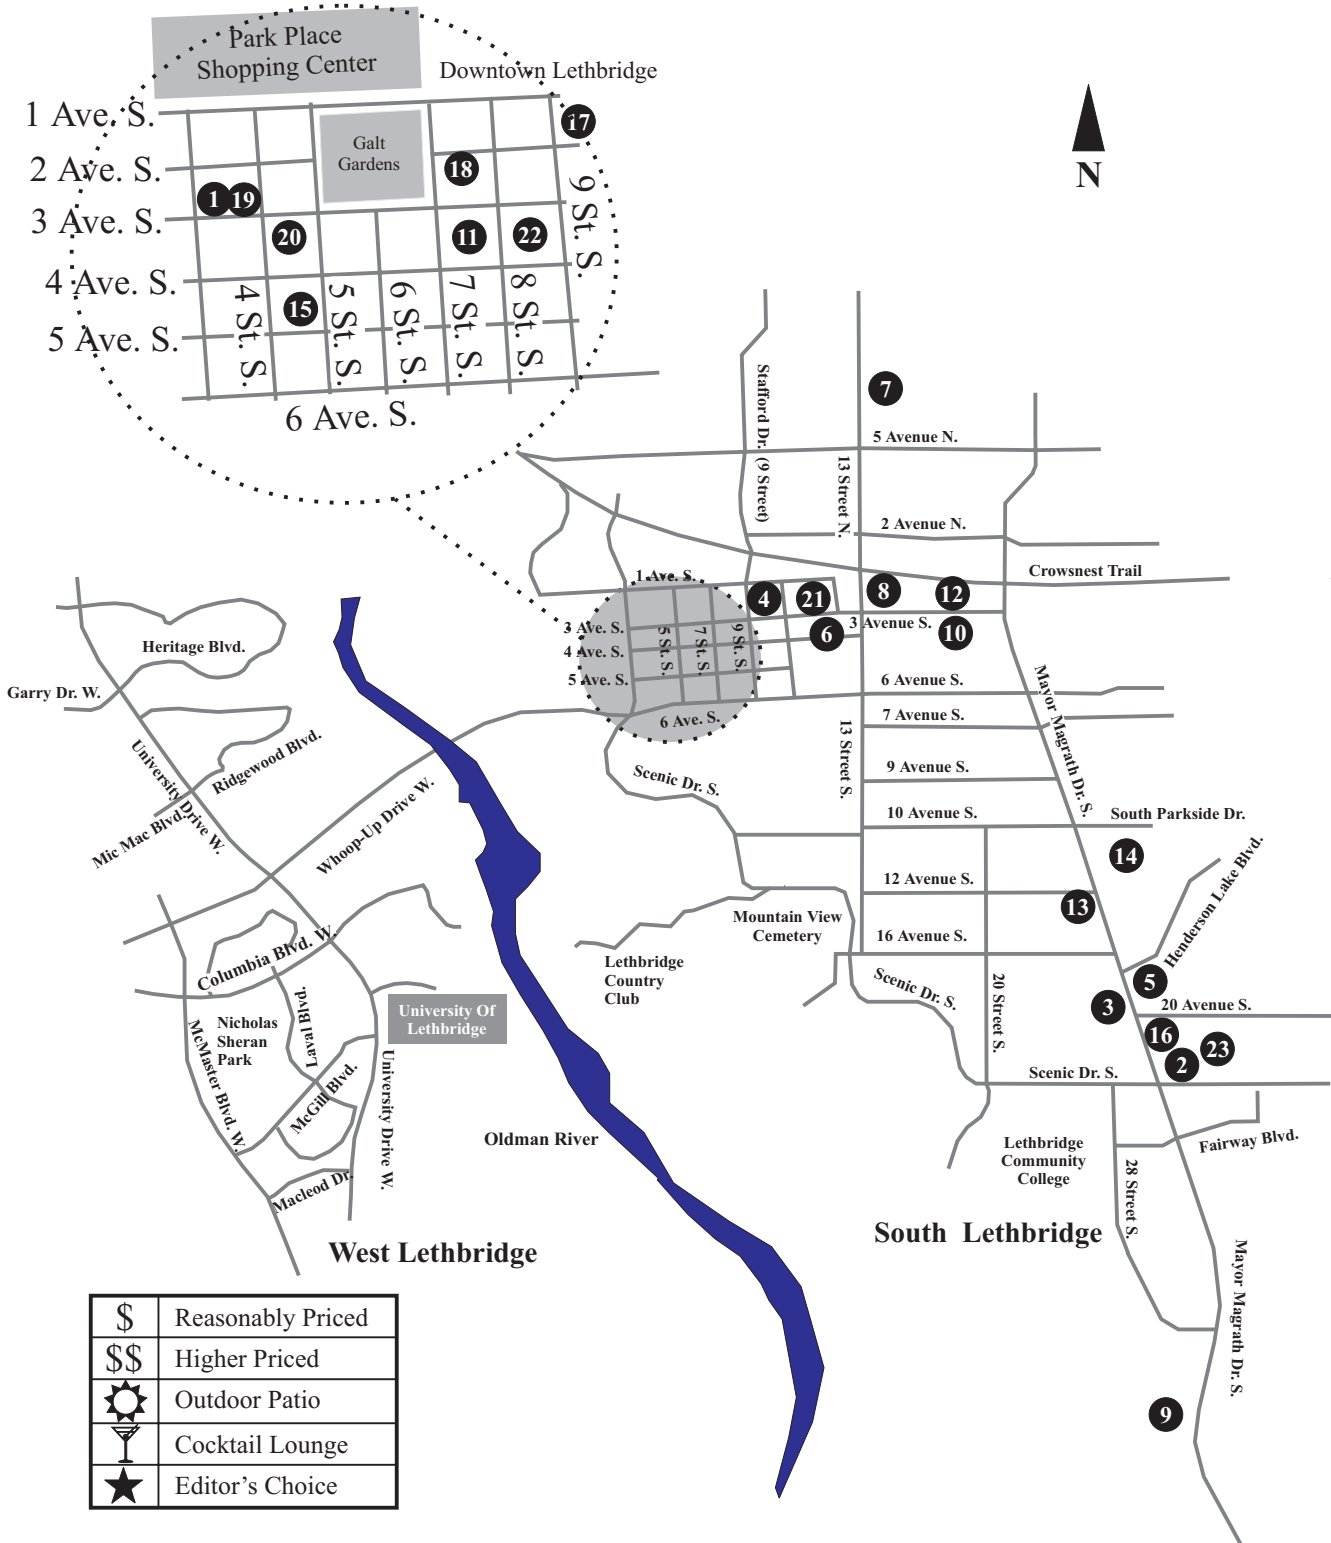 Park Place
Shopping Center
Downtown Lethbridge
1 Ave. S.
2 Ave. S.
3 Ave. S.
4 Ave. S.
5 Ave. S.
6 Ave. S.
Galt
Gardens
17
18
1
19
20
11
22
15
4 St. S.
5 St. S.
6 St. S.
7 St. S.
8 St. S.
9 St. S.
N
7
Stafford Dr. (9 Street)
13 Street N.
5 Avenue N.
2 Avenue N.
Crowsnest Trail
1 Ave. S.
3 Ave. S.
4 Ave. S.
5 Ave. S.
6 Ave. S.
5 St. S.
7 St. S.
9 St. S.
4
21
8
12
6
3 Avenue S.
10
6 Avenue S.
7 Avenue S.
9 Avenue S.
10 Avenue S.
12 Avenue S.
16 Avenue S.
13 Street S.
Mayor Magrath Dr. S.
South Parkside Dr.
14
13
Henderson Lake Blvd.
5
3
20 Avenue S.
16
23
2
Scenic Dr. S.
Scenic Dr. S.
Scenic Dr. S.
20 Street S.
Mountain View
Cemetery
Lethbridge
Country
Club
Heritage Blvd.
Garry Dr. W.
Ridgewood Blvd.
University Drive W.
Mic Mac Blvd.
Whoop-Up Drive W.
Columbia Blvd. W.
University Of
Lethbridge
Nicholas
Sheran
Park
Laval Blvd.
McMaster Blvd. W.
McGill Blvd.
University Drive W.
Macleod Dr.
Oldman River
Lethbridge
Community
College
Fairway Blvd.
28 Street S.
West Lethbridge
South Lethbridge
Mayor Magrath Dr. S.
9
$ Reasonably Priced
$$ Higher Priced
Outdoor Patio
Cocktail Lounge
Editor's Choice